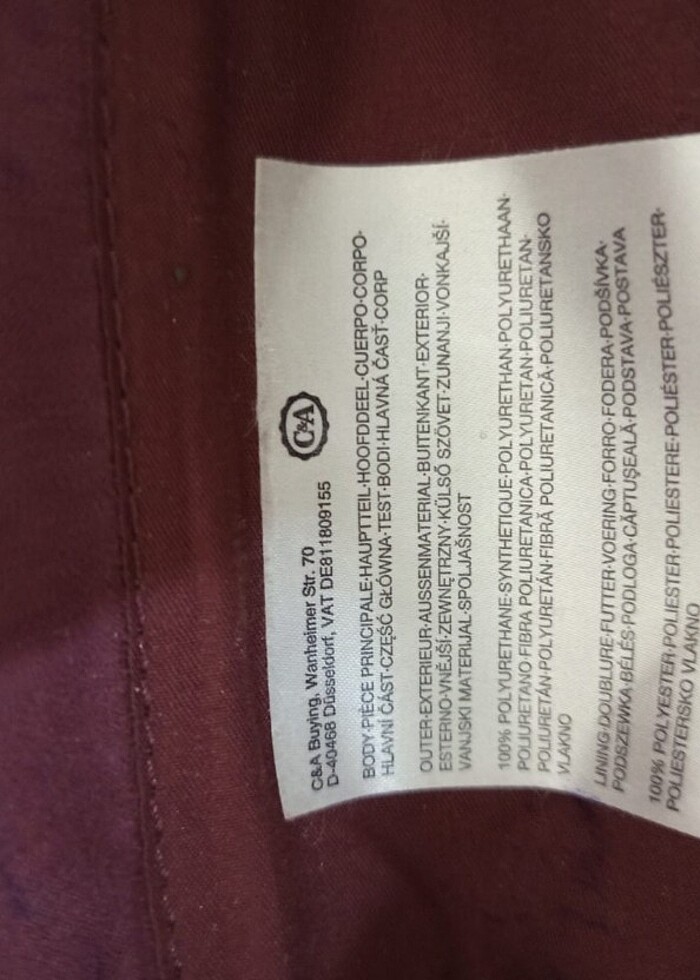 C&A
C&A Buying, Wanheimer Str. 70
D-40468 Düsseldorf, VAT DE811809155
BODY·PIÈCE PRINCIPALE·HAUPTTEIL·HOOFDDEEL·CUERPO·CORPO·
HLAVNÍ ČÁST·CZĘŚĆ GŁÓWNA·TEST·BODI·HLAVNÁ ČASŤ·CORP
OUTER·EXTERIEUR·AUSSENMATERIAL·BUITENKANT·EXTERIOR·
ESTERNO·VNĚJŠÍ·ZEWNĘTRZNY·KÜLSŐ SZÖVET·ZUNANJI·VONKAJŠÍ·
VANJSKI MATERIJAL·SPOLJAŠNOST
100% POLYURETHANE·SYNTHETIQUE·POLYURETHAN·POLYURETHAAN·
POLIURETANO·FIBRA POLIURETANICA·POLYURETAN·POLIURETAN·
POLIURETÁN·POLYURETÁN·FIBRĂ POLIURETANICĂ·POLIURETANSKO
VLAKNO
LINING·DOUBLURE·FUTTER·VOERING·FORRO·FODERA·PODŠÍVKA·
PODSZEWKA·BÉLÉS·PODLOGA·CĂPTUŞEALĂ·PODSTAVA·POSTAVA
100% POLYESTER·POLIESTER·POLIESTERE·POLIÉSTER·POLIÉSZTER·
POLIESTERSKO VLAKNO